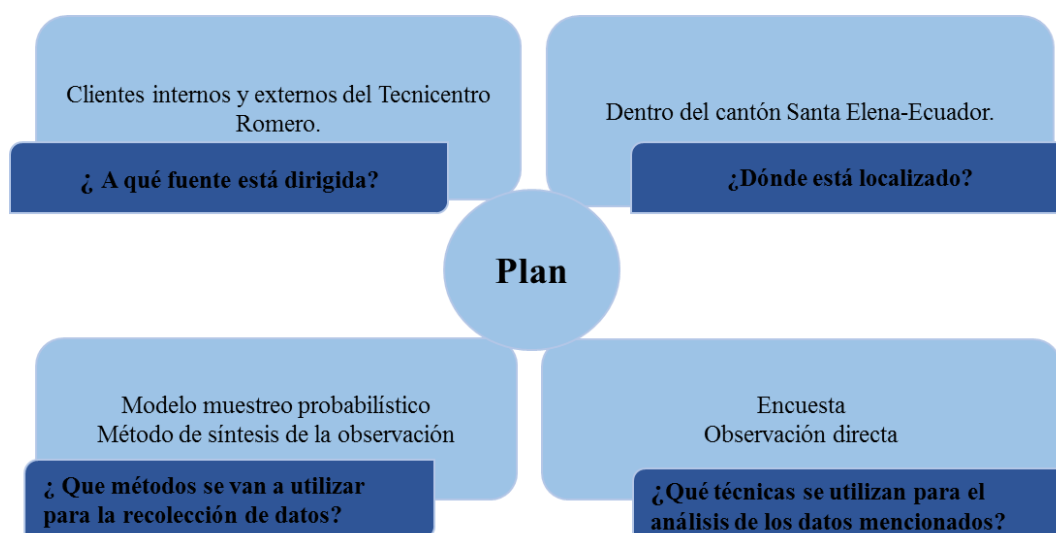 Clientes internos y externos del Tecnicentro
Romero.
¿ A qué fuente está dirigida?
Dentro del cantón Santa Elena-Ecuador.
¿Dónde está localizado?
Plan
Modelo muestreo probabilístico
Método de síntesis de la observación
¿ Que métodos se van a utilizar
para la recolección de datos?
Encuesta
Observación directa
¿Qué técnicas se utilizan para el
análisis de los datos mencionados?